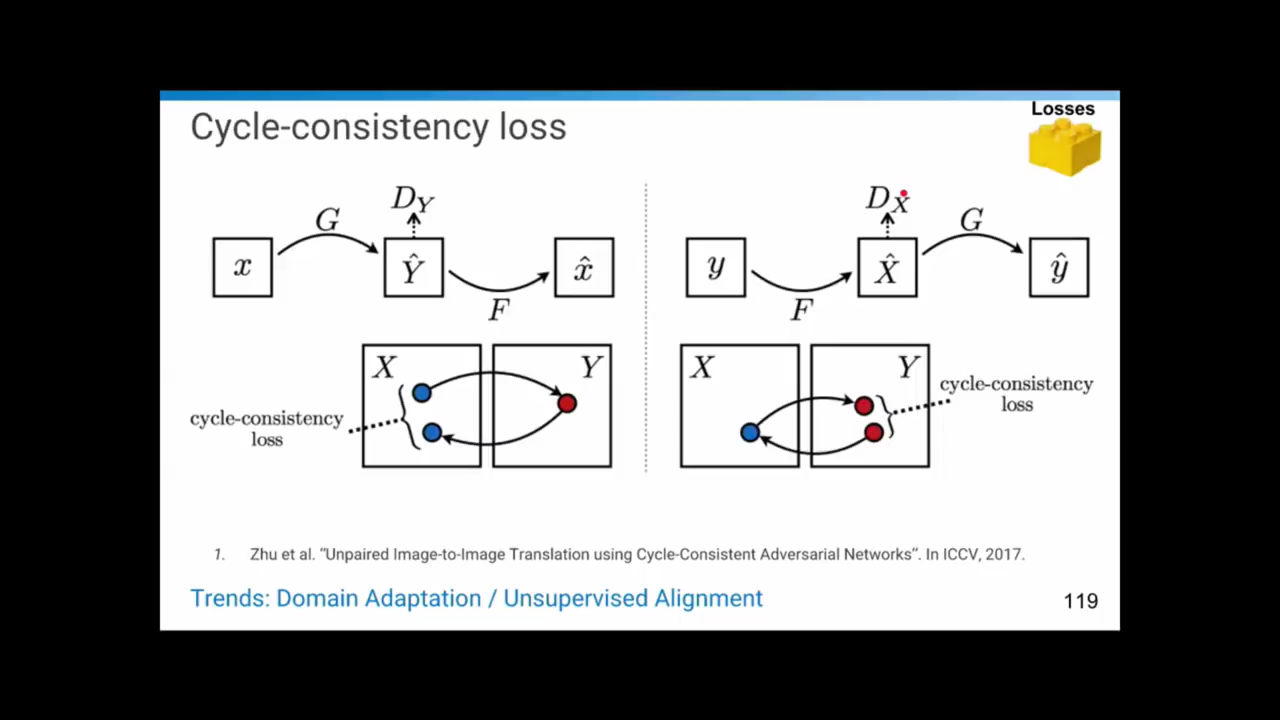 Cycle-consistency loss
Losses
D_Y
G
x
Ŷ
x̂
F
D_X
G
y
X̂
ŷ
F
X
Y
cycle-consistency
loss
X
Y
cycle-consistency
loss
1. Zhu et al. “Unpaired Image-to-Image Translation using Cycle-Consistent Adversarial Networks”. In ICCV, 2017.
Trends: Domain Adaptation / Unsupervised Alignment
119